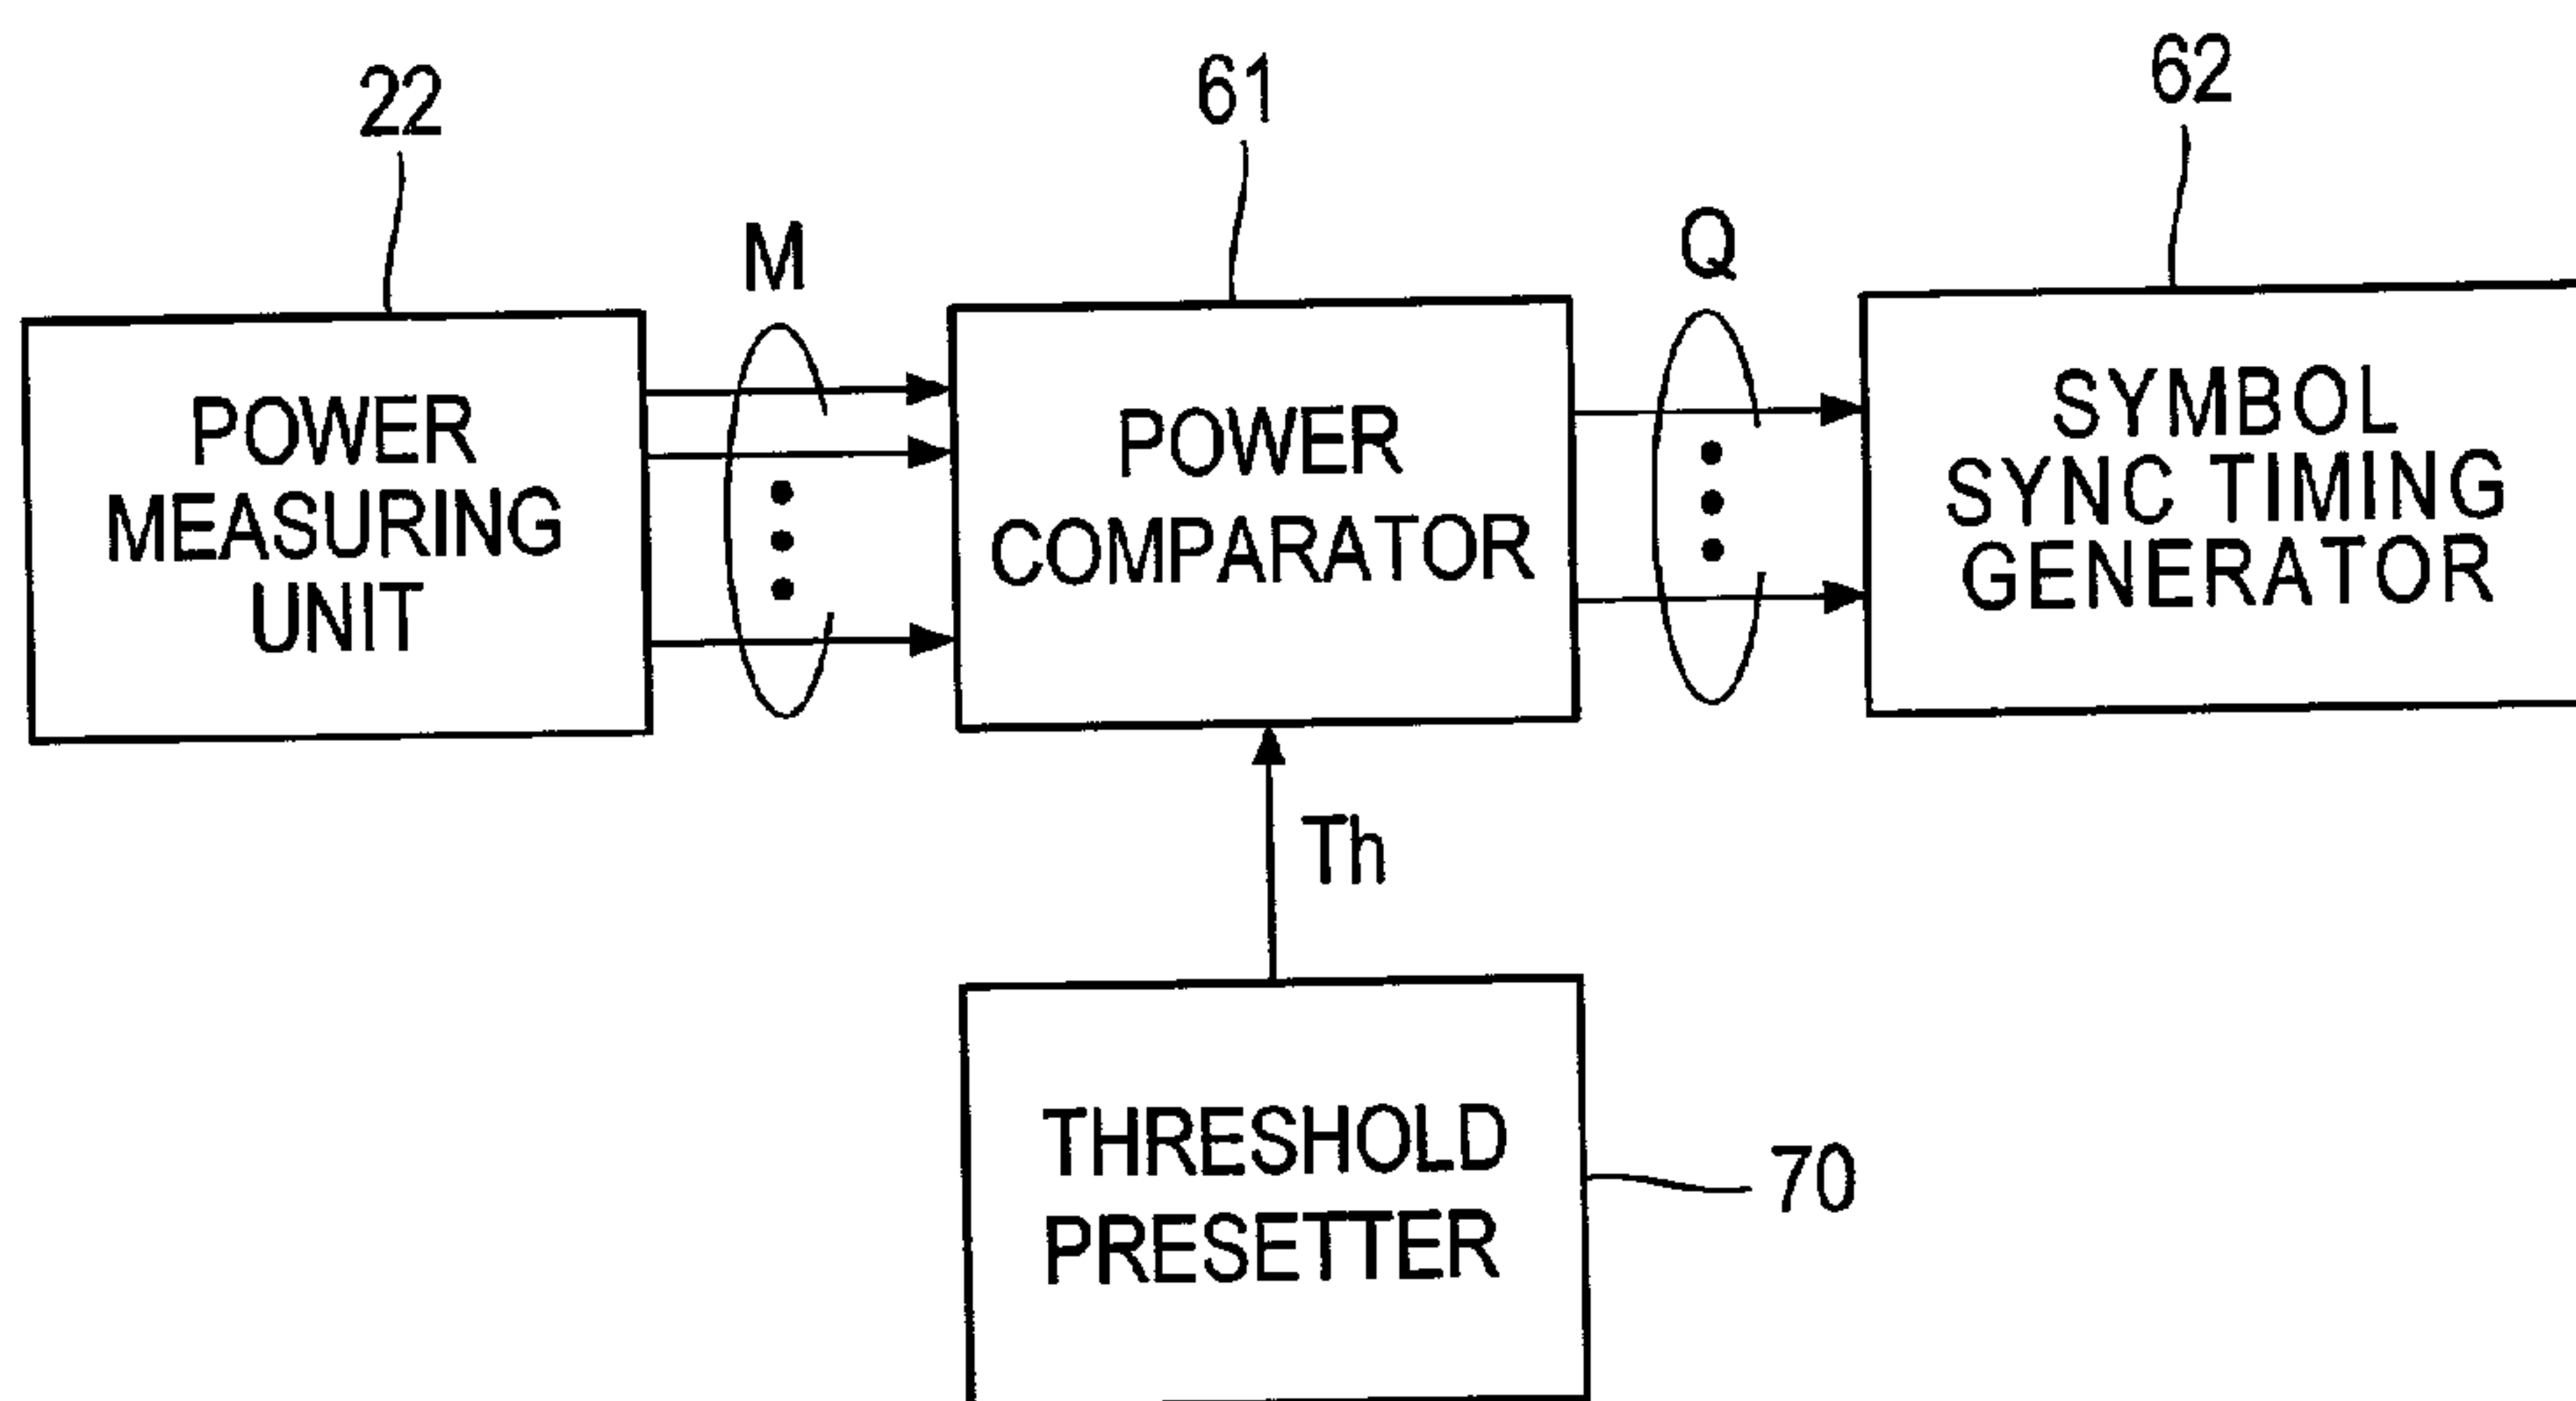 22
61
62
M
Q
POWER
MEASURING
UNIT
POWER
COMPARATOR
SYMBOL
SYNC TIMING
GENERATOR
Th
THRESHOLD
PRESETTER
70